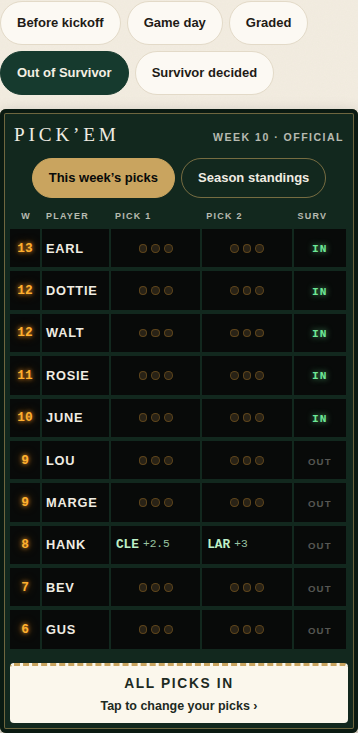 Before kickoff Game day Graded
Out of Survivor Survivor decided
PICK’EM WEEK 10 · OFFICIAL
This week’s picks Season standings
W PLAYER PICK 1 PICK 2 SURV
13 EARL IN
12 DOTTIE IN
12 WALT IN
11 ROSIE IN
10 JUNE IN
9 LOU OUT
9 MARGE OUT
8 HANK CLE +2.5 LAR +3 OUT
7 BEV OUT
6 GUS OUT
ALL PICKS IN
Tap to change your picks ›